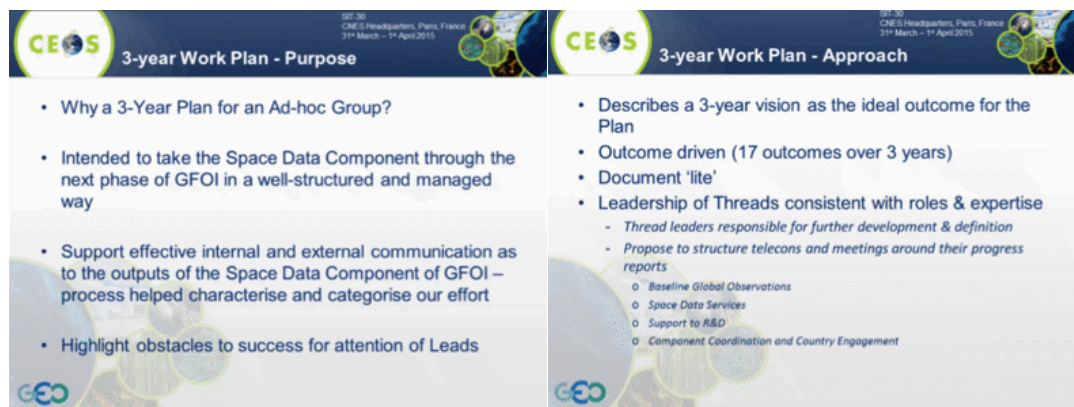 CEOS
SIT-30
CNES Headquarters, Paris, France
31st March – 1st April 2015
3-year Work Plan - Purpose
• Why a 3-Year Plan for an Ad-hoc Group?
• Intended to take the Space Data Component through the
next phase of GFOI in a well-structured and managed
way
• Support effective internal and external communication as
to the outputs of the Space Data Component of GFOI –
process helped characterise and categorise our effort
• Highlight obstacles to success for attention of Leads
GEO
CEOS
SIT-30
CNES Headquarters, Paris, France
31st March – 1st April 2015
3-year Work Plan - Approach
• Describes a 3-year vision as the ideal outcome for the
Plan
• Outcome driven (17 outcomes over 3 years)
• Document ‘lite’
• Leadership of Threads consistent with roles & expertise
- Thread leaders responsible for further development & definition
- Propose to structure telecons and meetings around their progress
reports
o Baseline Global Observations
o Space Data Services
o Support to R&D
o Component Coordination and Country Engagement
GEO